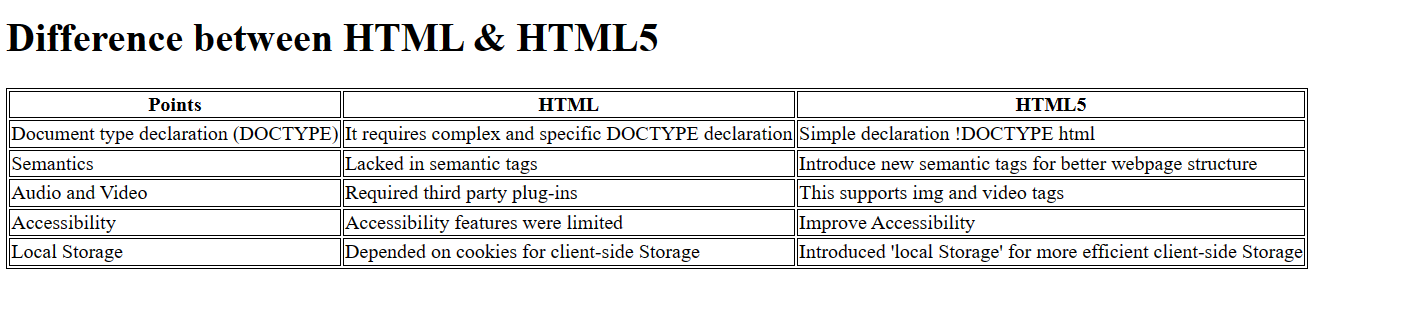 Difference between HTML & HTML5
Points HTML HTML5
Document type declaration (DOCTYPE) It requires complex and specific DOCTYPE declaration Simple declaration !DOCTYPE html
Semantics Lacked in semantic tags Introduce new semantic tags for better webpage structure
Audio and Video Required third party plug-ins This supports img and video tags
Accessibility Accessibility features were limited Improve Accessibility
Local Storage Depended on cookies for client-side Storage Introduced 'local Storage' for more efficient client-side Storage